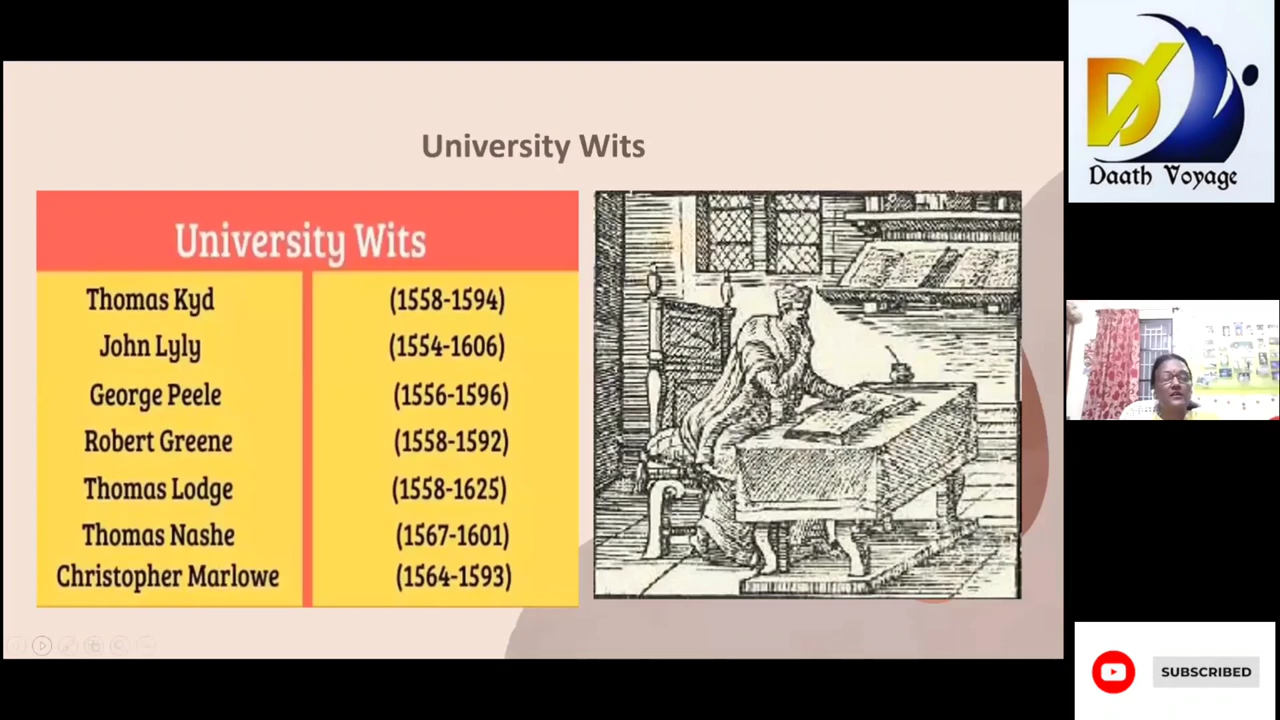 University Wits
University Wits
Thomas Kyd (1558-1594)
John Lyly (1554-1606)
George Peele (1556-1596)
Robert Greene (1558-1592)
Thomas Lodge (1558-1625)
Thomas Nashe (1567-1601)
Christopher Marlowe (1564-1593)
Daath Voyage
SUBSCRIBED